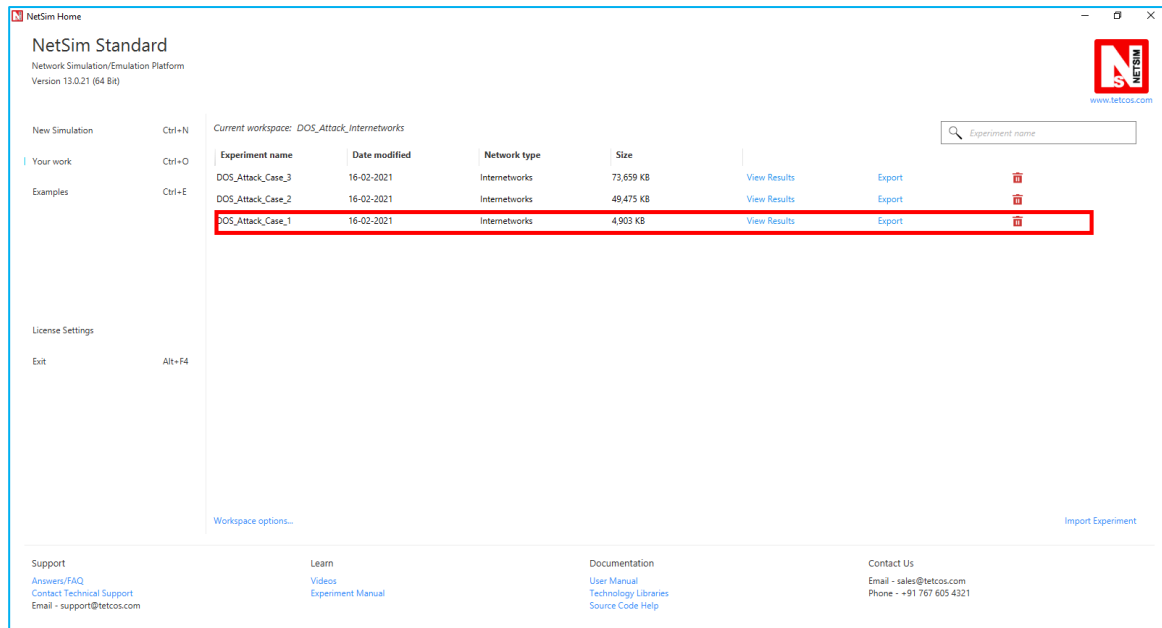 NetSim Home
NetSim Standard
Network Simulation/Emulation Platform
Version 13.0.21 (64 Bit)
NS NETSIM
www.tetcos.com
New Simulation Ctrl+N
Your work Ctrl+O
Examples Ctrl+E
License Settings
Exit Alt+F4
Current workspace: DOS_Attack_Internetworks
Experiment name
Experiment name Date modified Network type Size
DOS_Attack_Case_3 16-02-2021 Internetworks 73,659 KB View Results Export
DOS_Attack_Case_2 16-02-2021 Internetworks 49,475 KB View Results Export
DOS_Attack_Case_1 16-02-2021 Internetworks 4,903 KB View Results Export
Workspace options... Import Experiment
Support
Answers/FAQ
Contact Technical Support
Email - support@tetcos.com
Learn
Videos
Experiment Manual
Documentation
User Manual
Technology Libraries
Source Code Help
Contact Us
Email - sales@tetcos.com
Phone - +91 767 605 4321